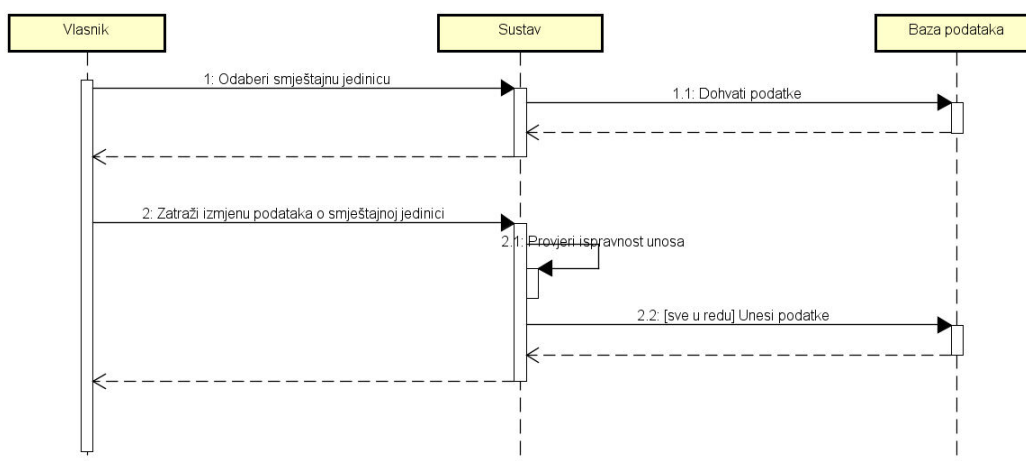 Vlasnik
Sustav
Baza podataka
1: Odaberi smještajnu jedinicu
1.1: Dohvati podatke
2: Zatraži izmjenu podataka o smještajnoj jedinici
2.1: Provjeri ispravnost unosa
2.2: [sve u redu] Unesi podatke